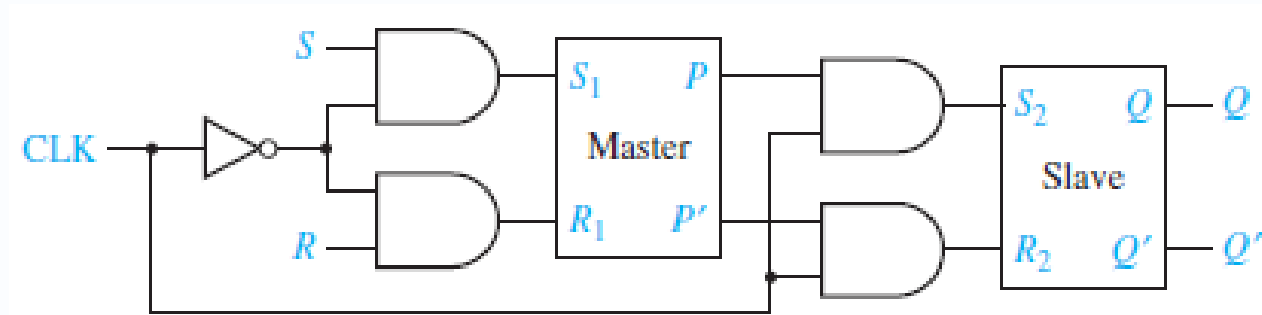 S
CLK
R
S₁ P
Master
R₁ P′
S₂ Q
Slave
R₂ Q′
Q
Q′